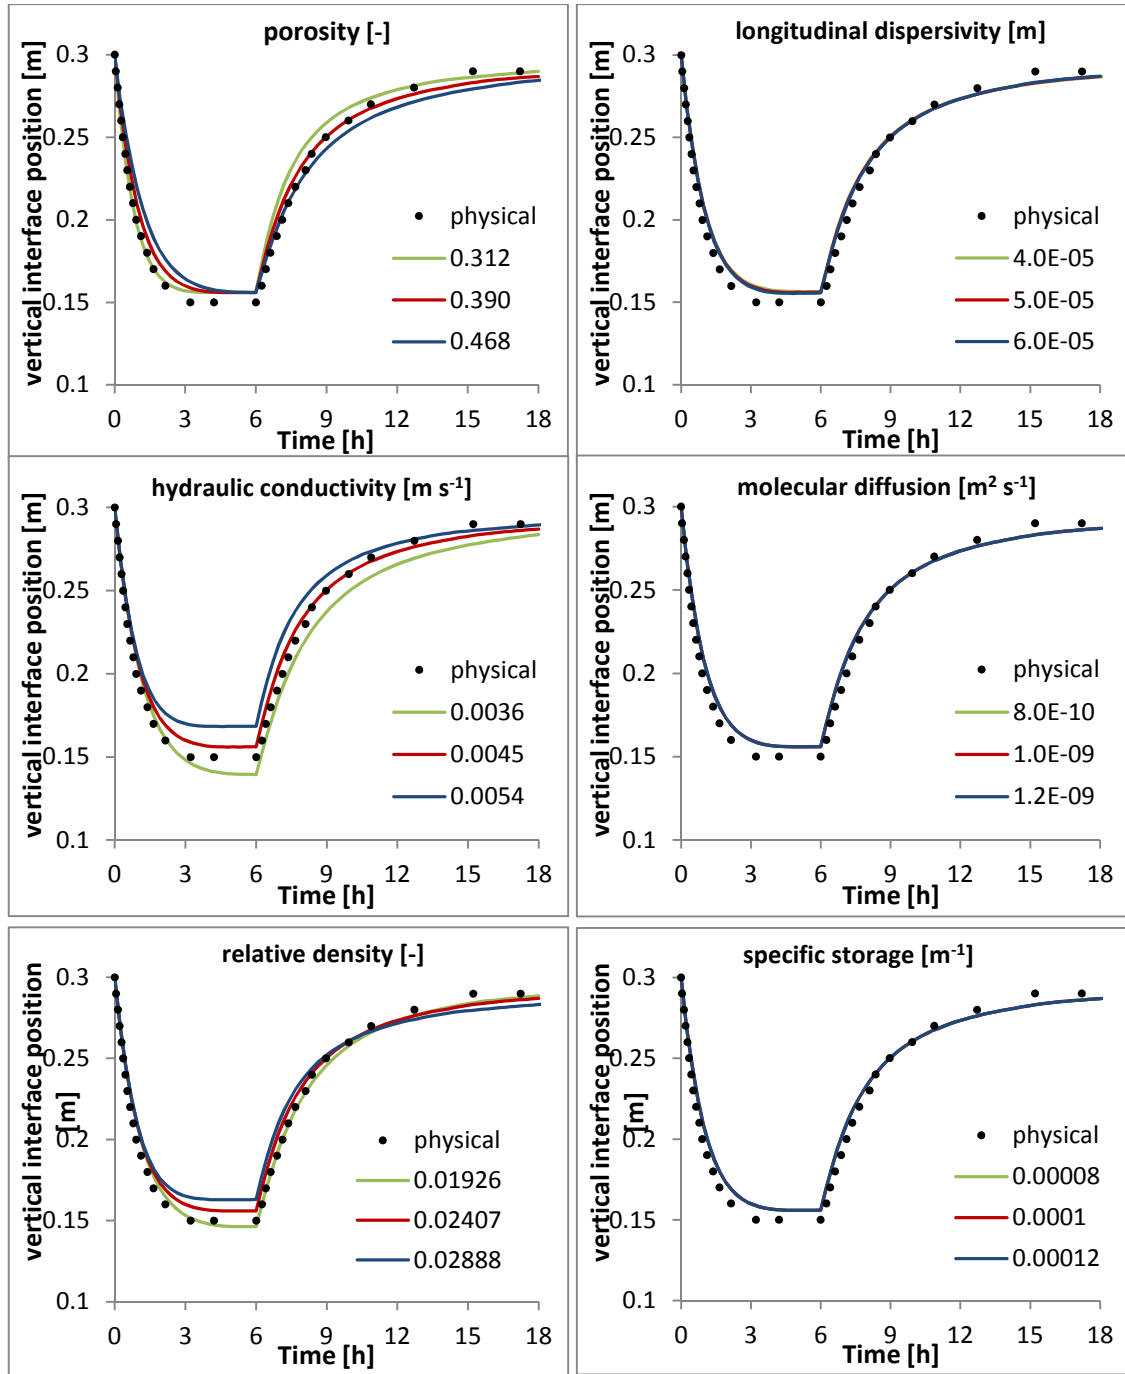 porosity [-]
vertical interface position [m]
0.3
0.25
0.2
0.15
0.1
physical
0.312
0.390
0.468
0 3 6 9 12 15 18
Time [h]
longitudinal dispersivity [m]
vertical interface position [m]
0.3
0.25
0.2
0.15
0.1
physical
4.0E-05
5.0E-05
6.0E-05
0 3 6 9 12 15 18
Time [h]
hydraulic conductivity [m s⁻¹]
vertical interface position [m]
0.3
0.25
0.2
0.15
0.1
physical
0.0036
0.0045
0.0054
0 3 6 9 12 15 18
Time [h]
molecular diffusion [m² s⁻¹]
vertical interface position [m]
0.3
0.25
0.2
0.15
0.1
physical
8.0E-10
1.0E-09
1.2E-09
0 3 6 9 12 15 18
Time [h]
relative density [-]
vertical interface position
[m]
0.3
0.25
0.2
0.15
0.1
physical
0.01926
0.02407
0.02888
0 3 6 9 12 15 18
Time [h]
specific storage [m⁻¹]
vertical interface position
[m]
0.3
0.25
0.2
0.15
0.1
physical
0.00008
0.0001
0.00012
0 3 6 9 12 15 18
Time [h]